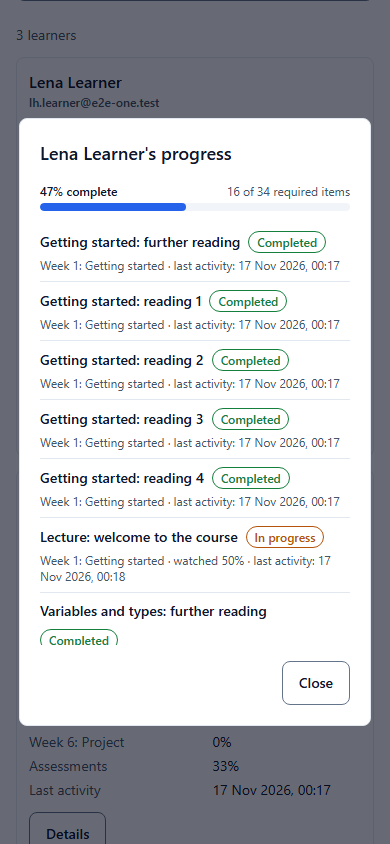 3 learners
Lena Learner
lh.learner@e2e-one.test
Lena Learner's progress
47% complete
16 of 34 required items
Getting started: further reading
Completed
Week 1: Getting started · last activity: 17 Nov 2026, 00:17
Getting started: reading 1
Completed
Week 1: Getting started · last activity: 17 Nov 2026, 00:17
Getting started: reading 2
Completed
Week 1: Getting started · last activity: 17 Nov 2026, 00:17
Getting started: reading 3
Completed
Week 1: Getting started · last activity: 17 Nov 2026, 00:17
Getting started: reading 4
Completed
Week 1: Getting started · last activity: 17 Nov 2026, 00:17
Lecture: welcome to the course
In progress
Week 1: Getting started · watched 50% · last activity: 17
Nov 2026, 00:18
Variables and types: further reading
Completed
Close
Week 6: Project
0%
Assessments
33%
Last activity
17 Nov 2026, 00:17
Details